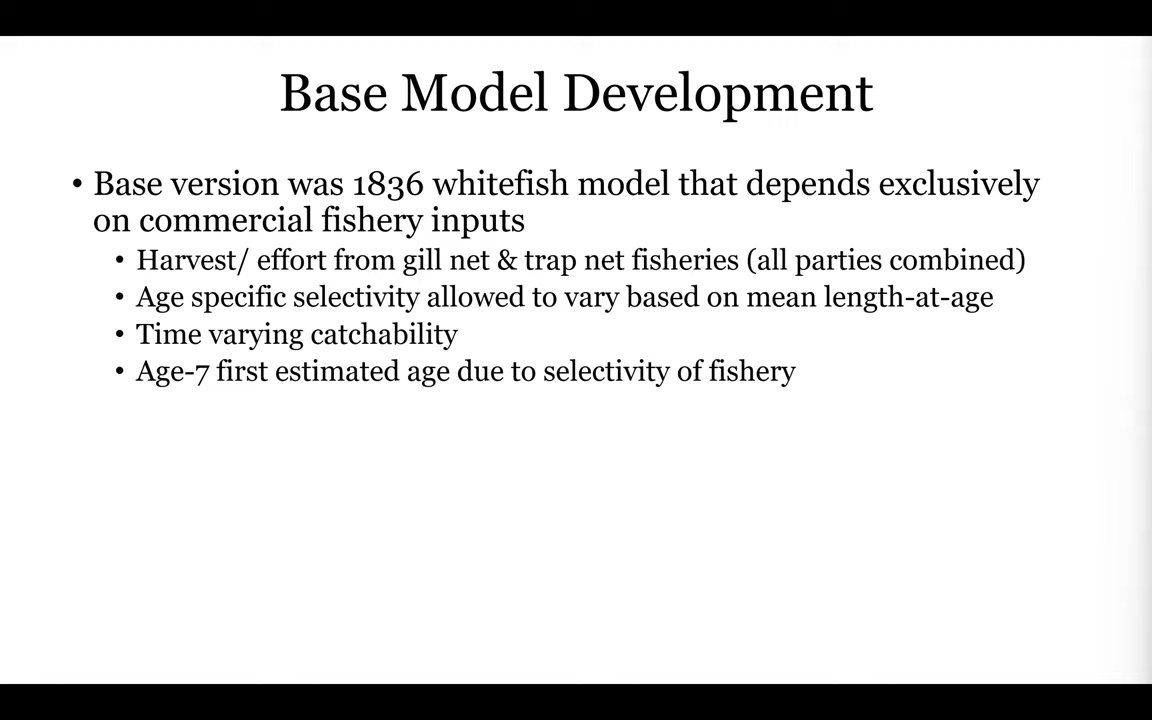 Base Model Development
• Base version was 1836 whitefish model that depends exclusively
on commercial fishery inputs
• Harvest/ effort from gill net & trap net fisheries (all parties combined)
• Age specific selectivity allowed to vary based on mean length-at-age
• Time varying catchability
• Age-7 first estimated age due to selectivity of fishery